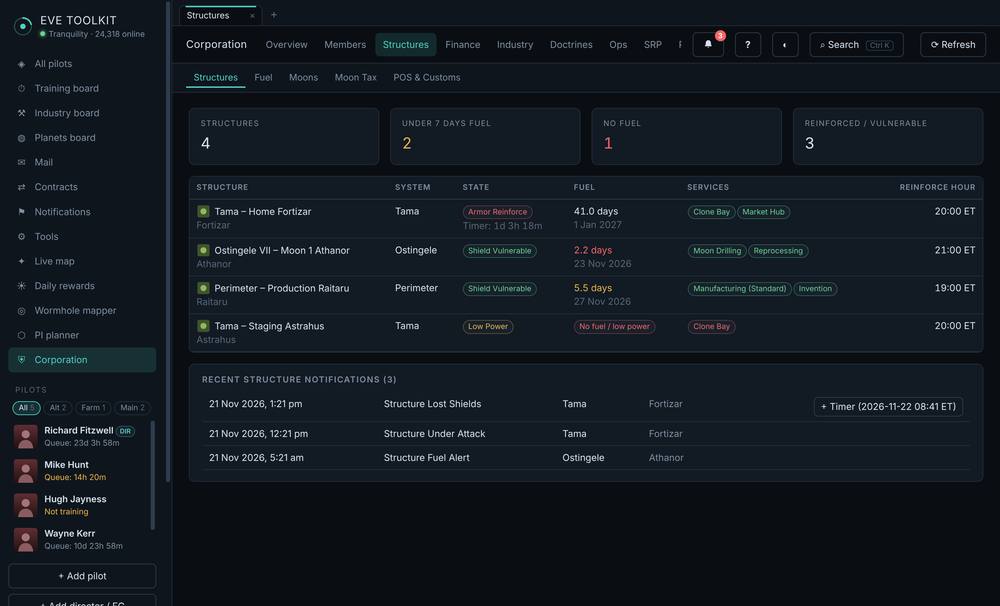 EVE TOOLKIT
Tranquility · 24,318 online
All pilots
Training board
Industry board
Planets board
Mail
Contracts
Notifications
Tools
Live map
Daily rewards
Wormhole mapper
PI planner
Corporation
PILOTS
All 5 Alt 2 Farm 1 Main 2
Richard Fitzwell DIR
Queue: 23d 3h 58m
Mike Hunt
Queue: 14h 20m
Hugh Jayness
Not training
Wayne Kerr
Queue: 10d 23h 58m
+ Add pilot
+ Add director / FC
Structures × +
Corporation Overview Members Structures Finance Industry Doctrines Ops SRP 3 ? Search Ctrl K Refresh
Structures Fuel Moons Moon Tax POS & Customs
STRUCTURES
4
UNDER 7 DAYS FUEL
2
NO FUEL
1
REINFORCED / VULNERABLE
3
STRUCTURE SYSTEM STATE FUEL SERVICES REINFORCE HOUR
Tama – Home Fortizar Tama Armor Reinforce 41.0 days Clone Bay Market Hub 20:00 ET
Fortizar Timer: 1d 3h 18m 1 Jan 2027
Ostingele VII – Moon 1 Athanor Ostingele Shield Vulnerable 2.2 days Moon Drilling Reprocessing 21:00 ET
Athanor 23 Nov 2026
Perimeter – Production Raitaru Perimeter Shield Vulnerable 5.5 days Manufacturing (Standard) Invention 19:00 ET
Raitaru 27 Nov 2026
Tama – Staging Astrahus Tama Low Power No fuel / low power Clone Bay 20:00 ET
Astrahus
RECENT STRUCTURE NOTIFICATIONS (3)
21 Nov 2026, 1:21 pm Structure Lost Shields Tama Fortizar + Timer (2026-11-22 08:41 ET)
21 Nov 2026, 12:21 pm Structure Under Attack Tama Fortizar
21 Nov 2026, 5:21 am Structure Fuel Alert Ostingele Athanor